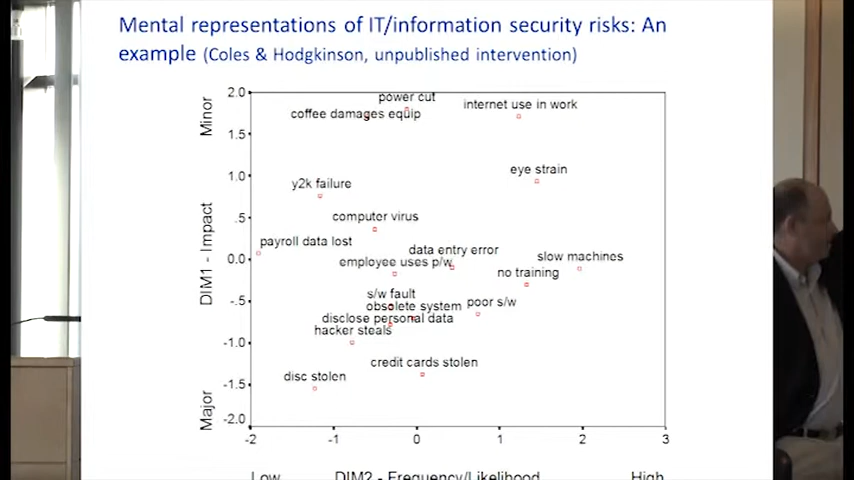 Mental representations of IT/information security risks: An
example (Coles & Hodgkinson, unpublished intervention)
Minor
DIM1 - Impact
Major
2.0
1.5
1.0
.5
0.0
-.5
-1.0
-1.5
-2.0
power cut
internet use in work
coffee damages equip
eye strain
y2k failure
computer virus
payroll data lost
data entry error
slow machines
employee uses p/w
no training
s/w fault
poor s/w
obsolete system
disclose personal data
hacker steals
credit cards stolen
disc stolen
-2 -1 0 1 2 3
Low DIM2 - Frequency/Likelihood High